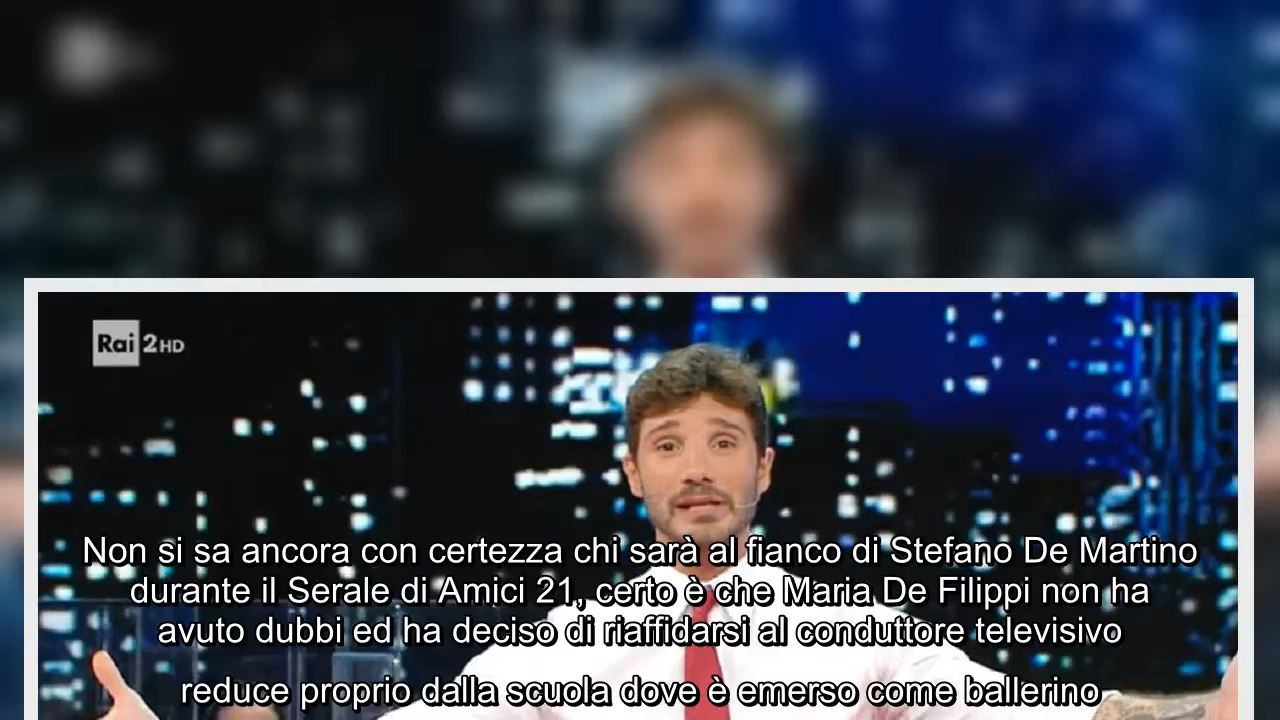 Rai 2HD
Non si sa ancora con certezza chi sarà al fianco di Stefano De Martino
durante il Serale di Amici 21, certo è che Maria De Filippi non ha
avuto dubbi ed ha deciso di riaffidarsi al conduttore televisivo
reduce proprio dalla scuola dove è emerso come ballerino